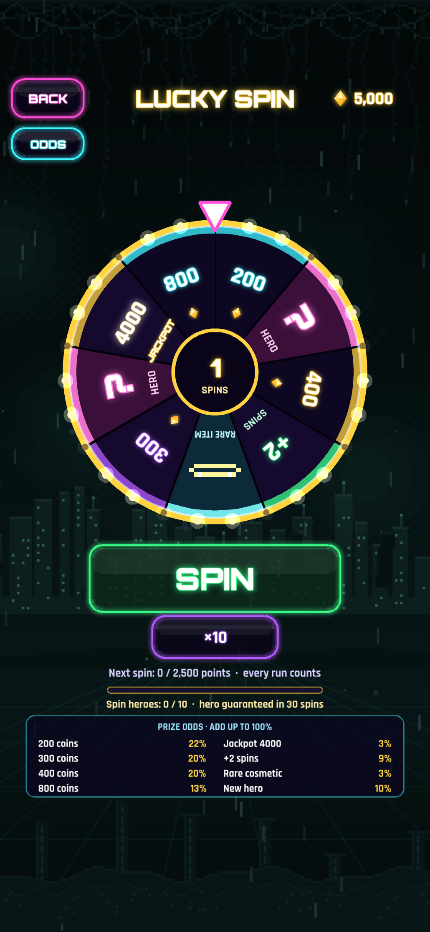 BACK
LUCKY SPIN
5,000
ODDS
800
200
4000
JACKPOT
?
HERO
?
HERO
400
300
+2
SPINS
RARE ITEM
1
SPINS
SPIN
×10
Next spin: 0 / 2,500 points · every run counts
Spin heroes: 0 / 10 · hero guaranteed in 30 spins
PRIZE ODDS · ADD UP TO 100%
200 coins 22% Jackpot 4000 3%
300 coins 20% +2 spins 9%
400 coins 20% Rare cosmetic 3%
800 coins 13% New hero 10%